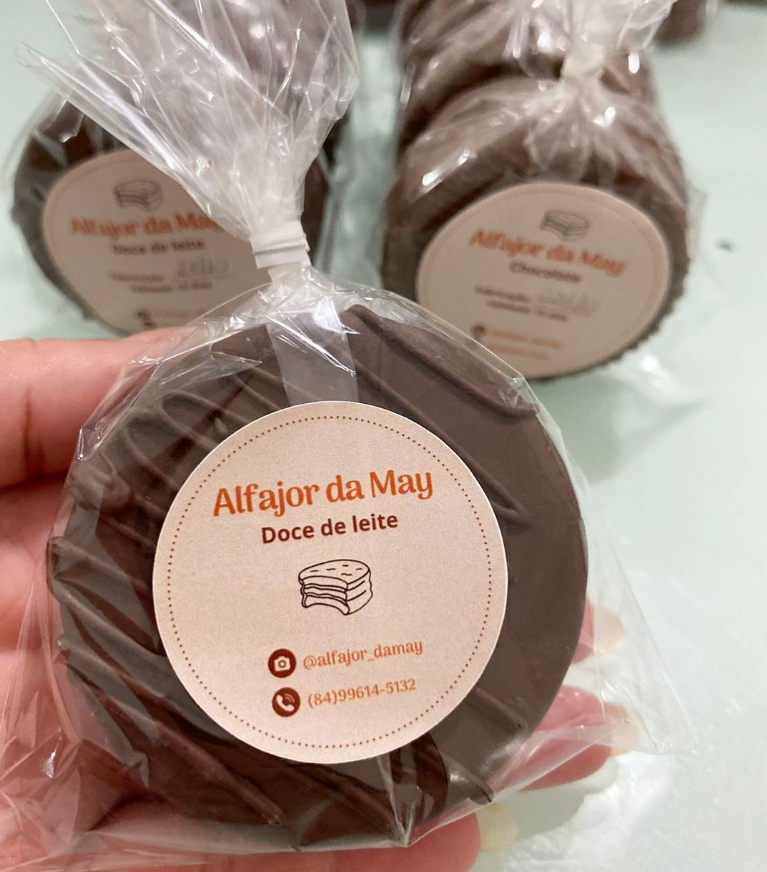 Alfajor da May
Doce de leite
Alfajor da May
Chocolate
Alfajor da May
Doce de leite
@alfajor_damay
(84)99614-5132